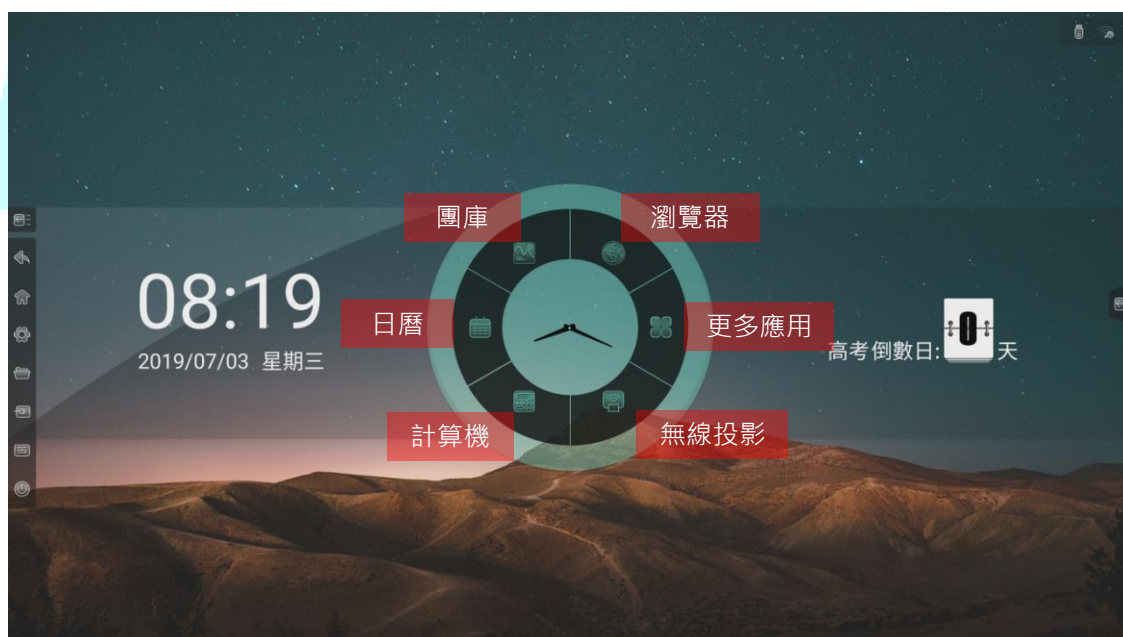 團庫
瀏覽器
08:19
2019/07/03 星期三
日曆
更多應用
高考倒數日:0天
計算機
無線投影